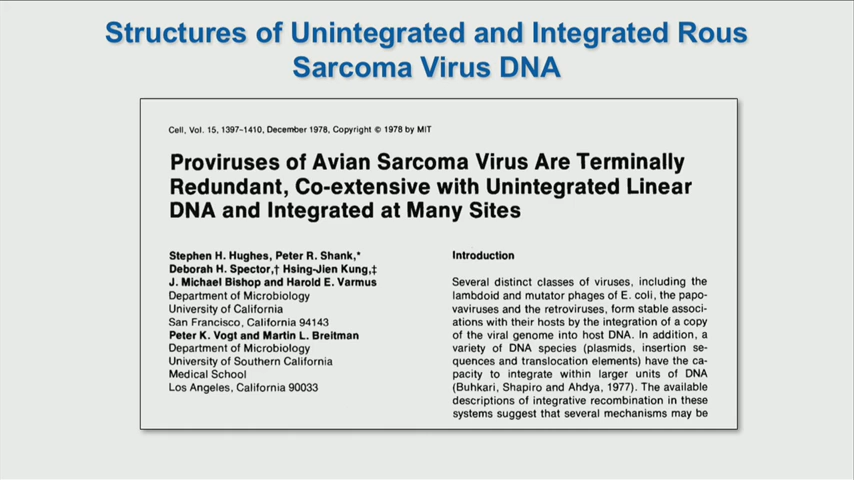 Structures of Unintegrated and Integrated Rous
Sarcoma Virus DNA
Cell, Vol. 15, 1397-1410, December 1978, Copyright © 1978 by MIT
Proviruses of Avian Sarcoma Virus Are Terminally
Redundant, Co-extensive with Unintegrated Linear
DNA and Integrated at Many Sites
Stephen H. Hughes, Peter R. Shank,*
Deborah H. Spector,† Hsing-Jien Kung,‡
J. Michael Bishop and Harold E. Varmus
Department of Microbiology
University of California
San Francisco, California 94143
Peter K. Vogt and Martin L. Breitman
Department of Microbiology
University of Southern California
Medical School
Los Angeles, California 90033
Introduction
Several distinct classes of viruses, including the
lambdoid and mutator phages of E. coli, the papo-
vaviruses and the retroviruses, form stable associ-
ations with their hosts by the integration of a copy
of the viral genome into host DNA. In addition, a
variety of DNA species (plasmids, insertion se-
quences and translocation elements) have the ca-
pacity to integrate within larger units of DNA
(Buhkari, Shapiro and Ahdya, 1977). The available
descriptions of integrative recombination in these
systems suggest that several mechanisms may be